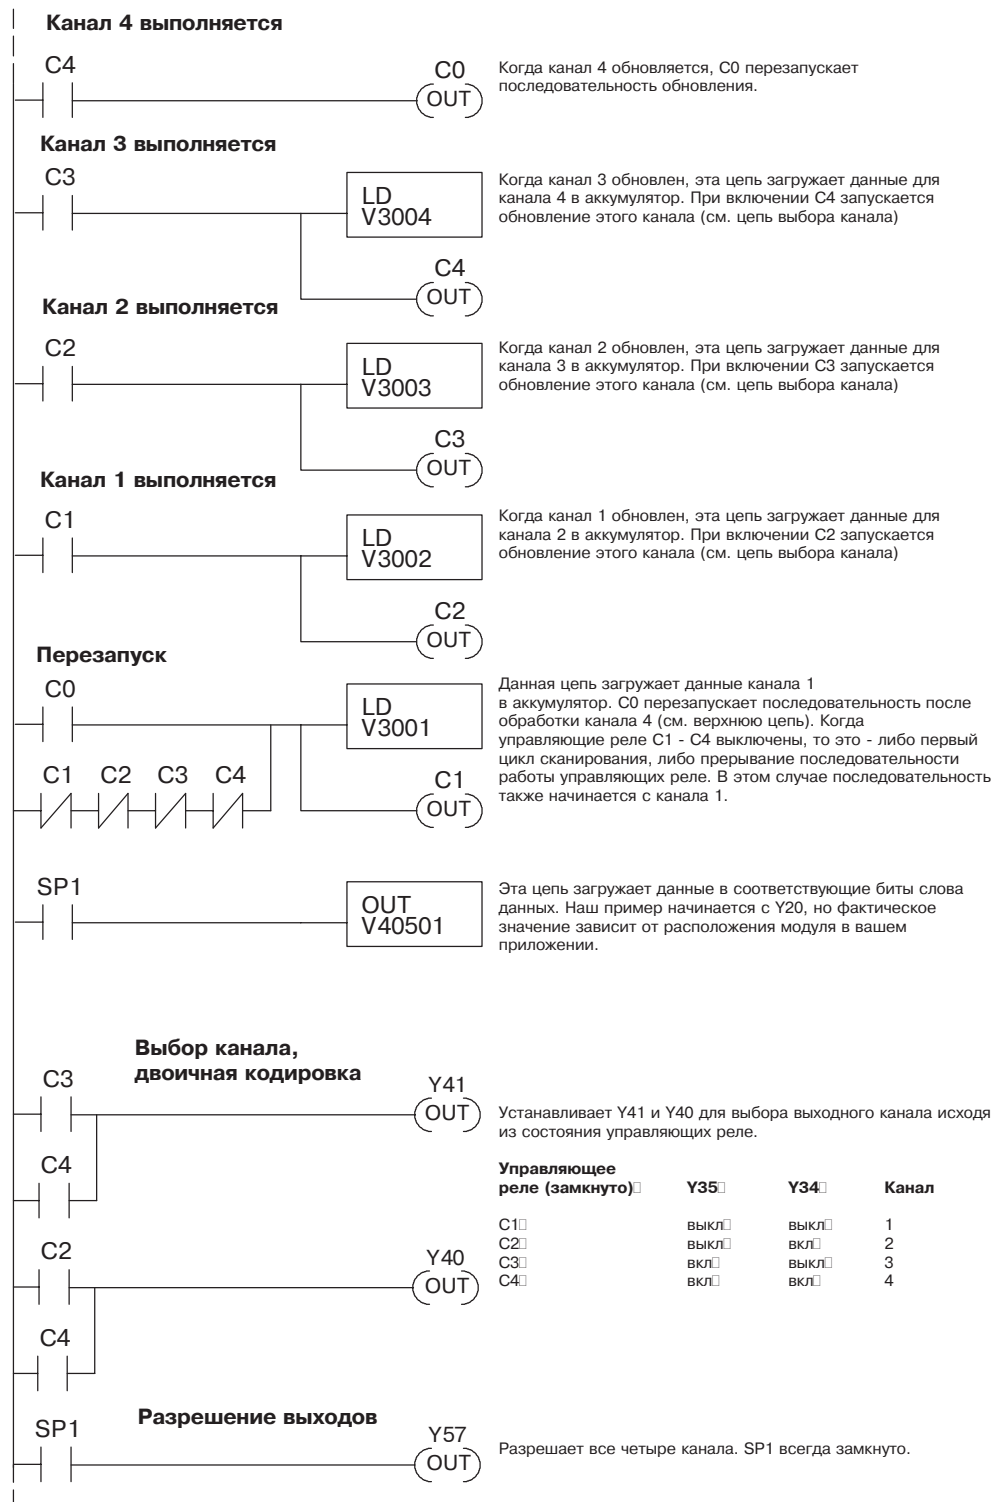 Канал 4 выполняется
C4
C0
OUT
Когда канал 4 обновляется, C0 перезапускает
последовательность обновления.
Канал 3 выполняется
C3
LD
V3004
C4
OUT
Когда канал 3 обновлен, эта цепь загружает данные для
канала 4 в аккумулятор. При включении C4 запускается
обновление этого канала (см. цепь выбора канала)
Канал 2 выполняется
C2
LD
V3003
C3
OUT
Когда канал 2 обновлен, эта цепь загружает данные для
канала 3 в аккумулятор. При включении C3 запускается
обновление этого канала (см. цепь выбора канала)
Канал 1 выполняется
C1
LD
V3002
C2
OUT
Когда канал 1 обновлен, эта цепь загружает данные для
канала 2 в аккумулятор. При включении C2 запускается
обновление этого канала (см. цепь выбора канала)
Перезапуск
C0
LD
V3001
C1 C2 C3 C4
C1
OUT
Данная цепь загружает данные канала 1
в аккумулятор. C0 перезапускает последовательность после
обработки канала 4 (см. верхнюю цепь). Когда
управляющие реле C1 - C4 выключены, то это - либо первый
цикл сканирования, либо прерывание последовательности
работы управляющих реле. В этом случае последовательность
также начинается с канала 1.
SP1
OUT
V40501
Эта цепь загружает данные в соответствующие биты слова
данных. Наш пример начинается с Y20, но фактическое
значение зависит от расположения модуля в вашем
приложении.
Выбор канала,
двоичная кодировка
C3
Y41
OUT
C4
Устанавливает Y41 и Y40 для выбора выходного канала исходя
из состояния управляющих реле.
Управляющее
реле (замкнуто) Y35 Y34 Канал
C1 выкл выкл 1
C2 выкл вкл 2
C3 вкл выкл 3
C4 вкл вкл 4
C2
Y40
OUT
C4
Разрешение выходов
SP1
Y57
OUT
Разрешает все четыре канала. SP1 всегда замкнуто.